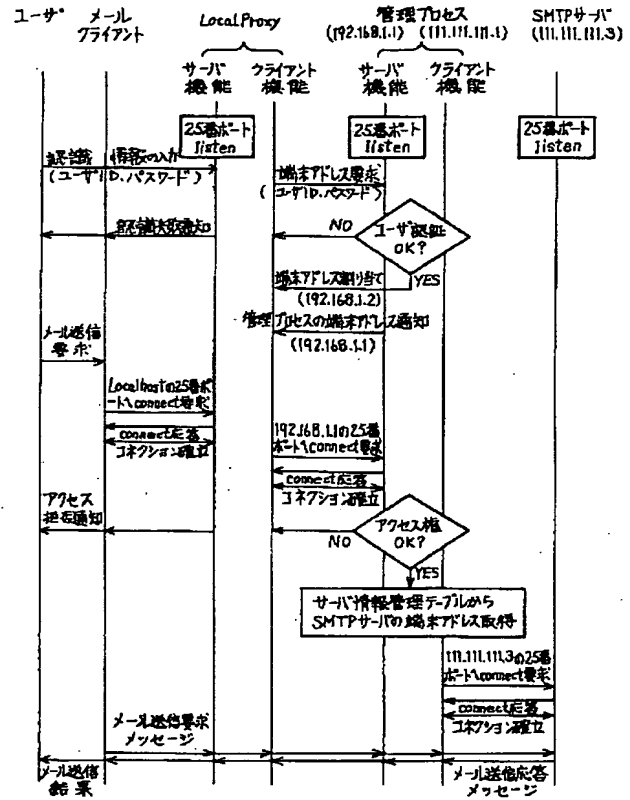 ユーザ
メール
クライアント
LocalProxy
管理プロセス
(192.168.1.1) (111.111.111.1)
SMTPサーバ
(111.111.111.3)
サーバ
機能
クライアント
機能
サーバ
機能
クライアント
機能
25番ポート
listen
25番ポート
listen
25番ポート
listen
認識 情報の入力
(ユーザID.パスワード)
端末アドレス要求
(ユーザID.パスワード)
認識失敗通知
NO
ユーザ認証
OK?
YES
端末アドレス割り当て
(192.168.1.2)
管理プロセスの端末アドレス通知
(192.168.1.1)
メール送信
要求
Localhostの25番ポ
ートへconnect要求
connect応答
コネクション確立
192.168.1.1の25番
ポートへconnect要求
connect応答
コネクション確立
アクセス
拒否通知
NO
アクセス権
OK?
YES
サーバ情報管理テーブルから
SMTPサーバの端末アドレス取得
111.111.111.3の25番
ポートへconnect要求
connect応答
コネクション確立
メール送信要求
メッセージ
メール送信
結果
メール送信応答
メッセージ